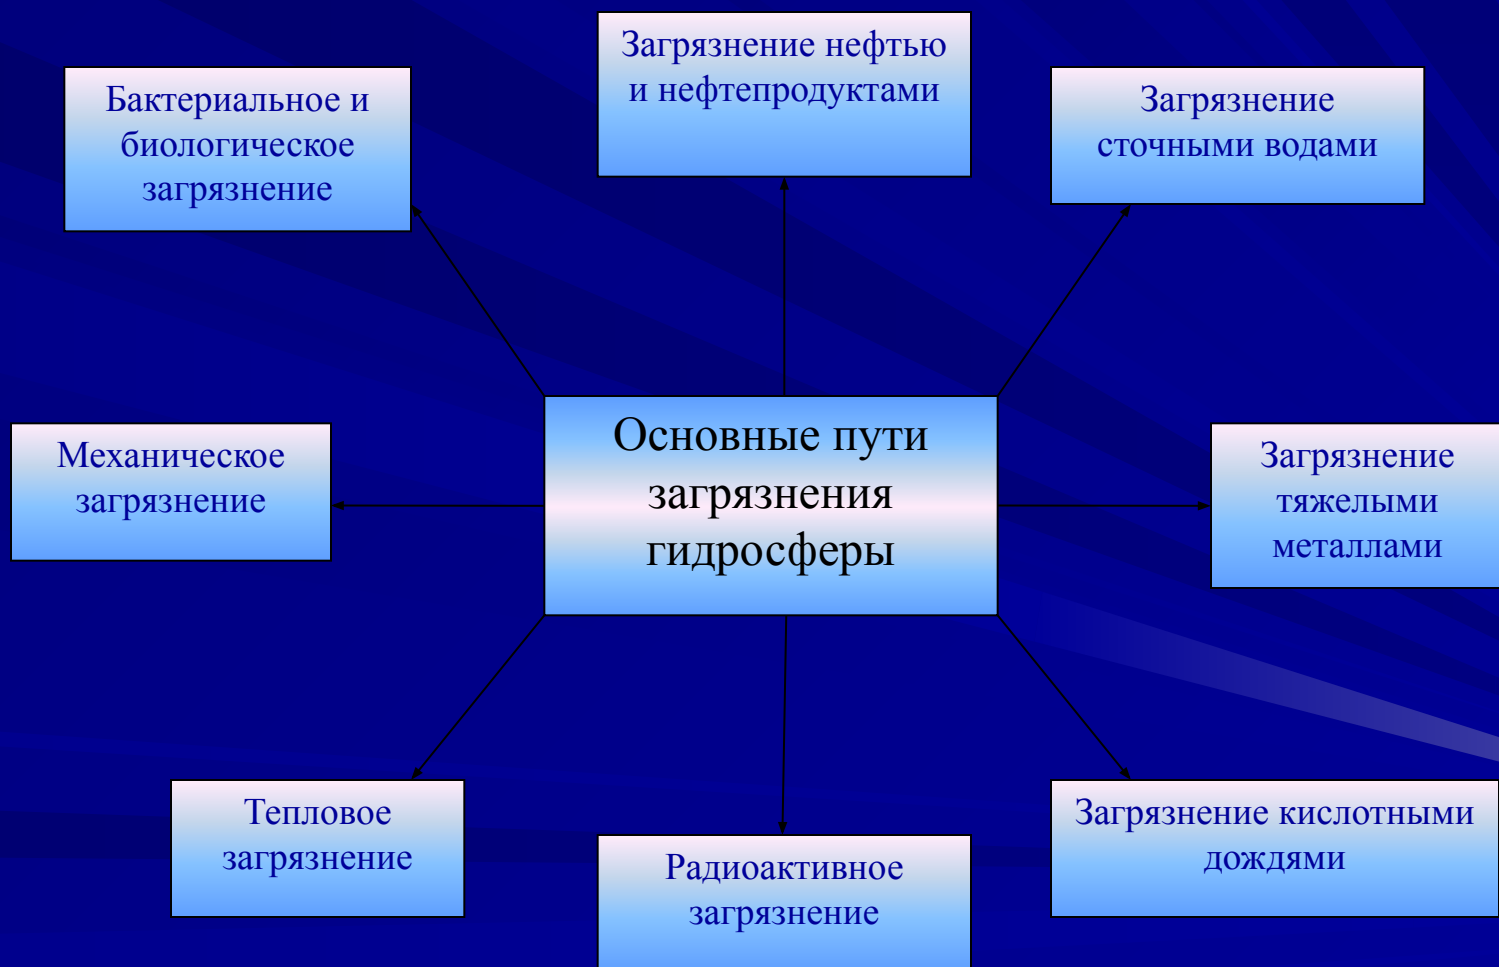 Загрязнение нефтью
и нефтепродуктами
Бактериальное и
биологическое
загрязнение
Загрязнение
сточными водами
Основные пути
загрязнения
гидросферы
Механическое
загрязнение
Загрязнение
тяжелыми
металлами
Тепловое
загрязнение
Радиоактивное
загрязнение
Загрязнение кислотными
дождями